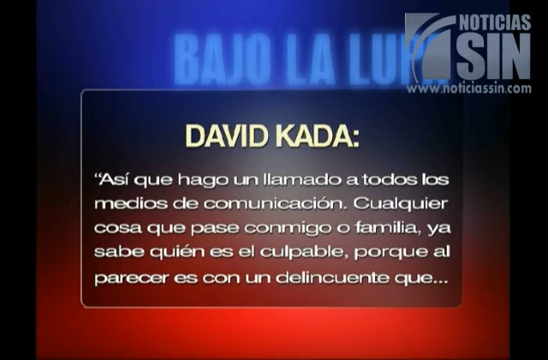 BAJO LA LUPA
NOTICIAS
SIN
www.noticiassin.com
DAVID KADA:
“Así que hago un llamado a todos los
medios de comunicación. Cualquier
cosa que pase conmigo o familia, ya
sabe quién es el culpable, porque al
parecer es con un delincuente que...